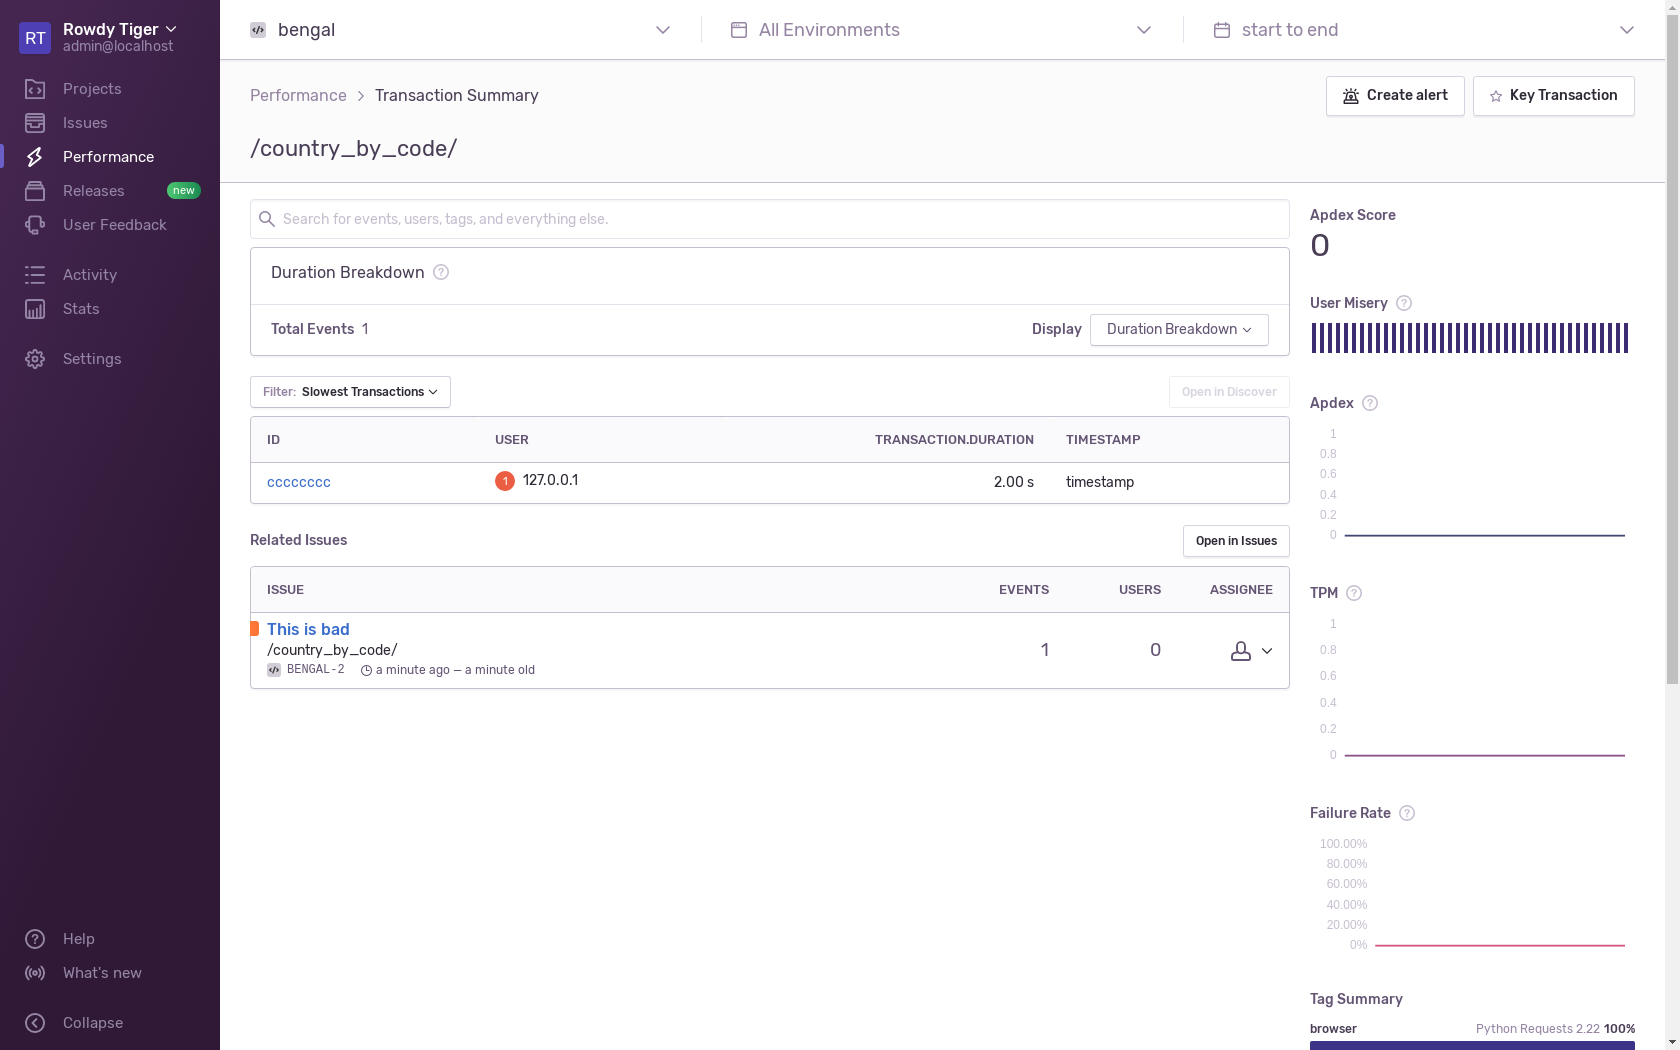 RT
Rowdy Tiger
admin@localhost
Projects
Issues
Performance
Releases
new
User Feedback
Activity
Stats
Settings
Help
What's new
Collapse
bengal
All Environments
start to end
Performance > Transaction Summary
Create alert
Key Transaction
/country_by_code/
Search for events, users, tags, and everything else.
Duration Breakdown ?
Total Events 1
Display Duration Breakdown
Filter: Slowest Transactions
Open in Discover
ID USER TRANSACTION.DURATION TIMESTAMP
cccccccc 1 127.0.0.1 2.00 s timestamp
Related Issues
Open in Issues
ISSUE EVENTS USERS ASSIGNEE
This is bad
/country_by_code/
1 0
BENGAL-2 a minute ago — a minute old
Apdex Score
0
User Misery ?
Apdex ?
1
0.8
0.6
0.4
0.2
0
TPM ?
1
0.8
0.6
0.4
0.2
0
Failure Rate ?
100.00%
80.00%
60.00%
40.00%
20.00%
0%
Tag Summary
browser Python Requests 2.22 100%